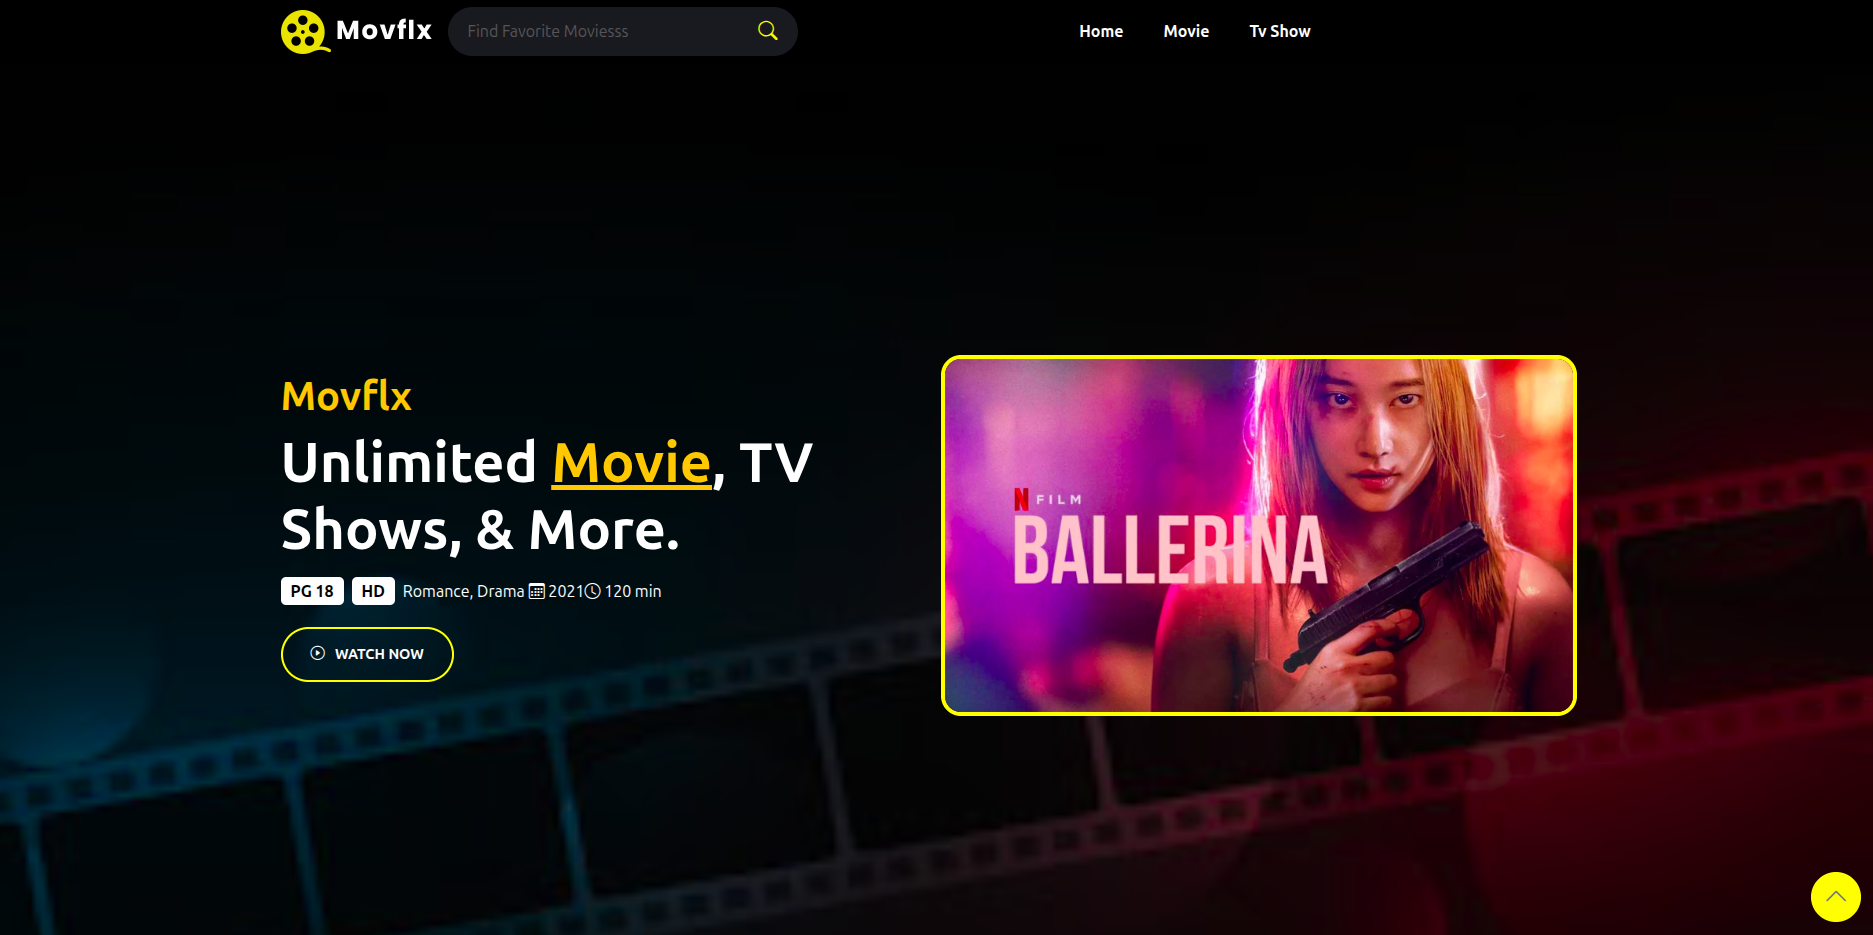 Movflx
Find Favorite Moviesss
Home
Movie
Tv Show
Movflx
Unlimited Movie, TV
Shows, & More.
PG 18
HD
Romance, Drama
2021
120 min
WATCH NOW
N FILM
BALLERINA